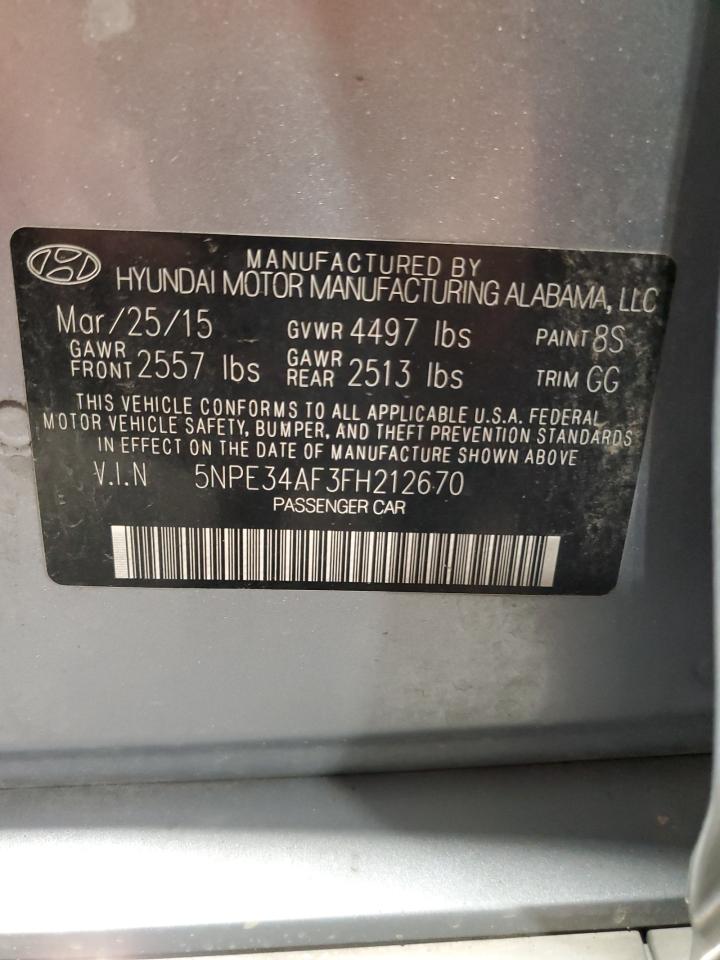 MANUFACTURED BY
HYUNDAI MOTOR MANUFACTURING ALABAMA, LLC
Mar/25/15 GVWR 4497 lbs PAINT 8S
GAWR FRONT 2557 lbs GAWR REAR 2513 lbs TRIM GG
THIS VEHICLE CONFORMS TO ALL APPLICABLE U.S.A. FEDERAL
MOTOR VEHICLE SAFETY, BUMPER, AND THEFT PREVENTION STANDARDS
IN EFFECT ON THE DATE OF MANUFACTURE SHOWN ABOVE
V.I.N 5NPE34AF3FH212670
PASSENGER CAR